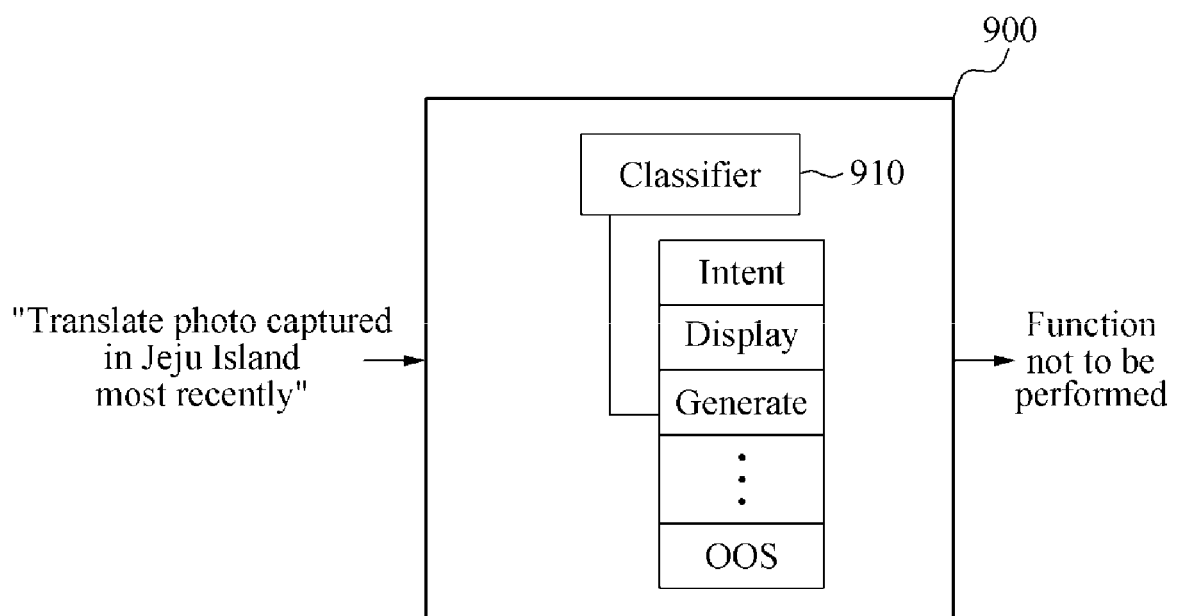 900
Classifier
910
Intent
Display
Generate
OOS
"Translate photo captured
in Jeju Island
most recently"
Function
not to be
performed